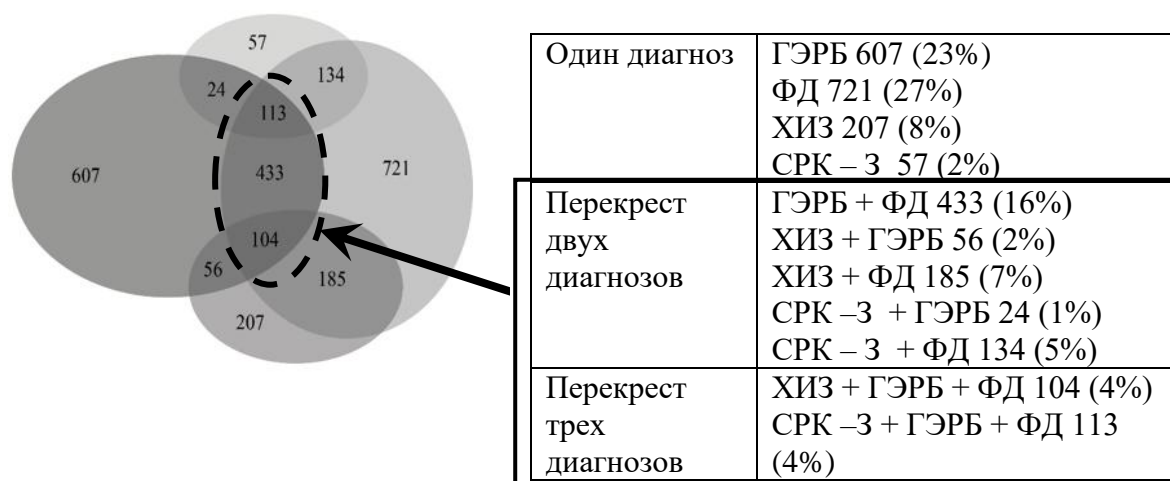 57
24
134
113
607
433
721
104
56
185
207
Один диагноз
ГЭРБ 607 (23%)
ФД 721 (27%)
ХИЗ 207 (8%)
СРК – З 57 (2%)
Перекрест
двух
диагнозов
ГЭРБ + ФД 433 (16%)
ХИЗ + ГЭРБ 56 (2%)
ХИЗ + ФД 185 (7%)
СРК –З + ГЭРБ 24 (1%)
СРК – З + ФД 134 (5%)
Перекрест
трех
диагнозов
ХИЗ + ГЭРБ + ФД 104 (4%)
СРК –З + ГЭРБ + ФД 113
(4%)